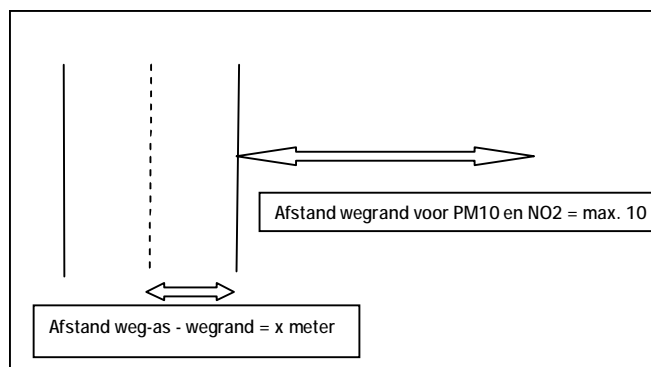 Afstand wegrand voor PM10 en NO2 = max. 10
Afstand weg-as - wegrand = x meter